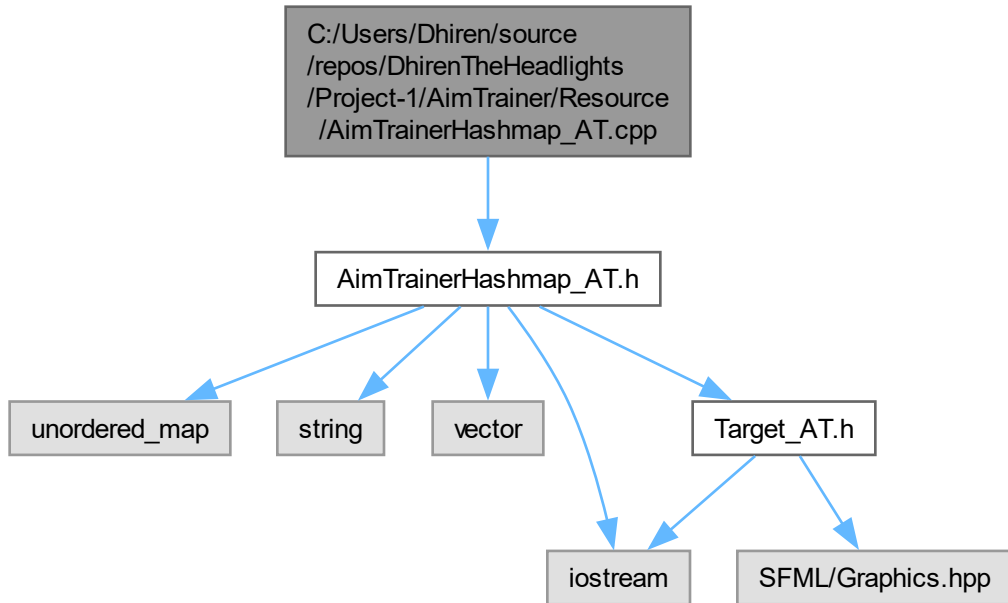 C:/Users/Dhiren/source
/repos/DhirenTheHeadlights
/Project-1/AimTrainer/Resource
/AimTrainerHashmap_AT.cpp
AimTrainerHashmap_AT.h
unordered_map
string
vector
Target_AT.h
iostream
SFML/Graphics.hpp